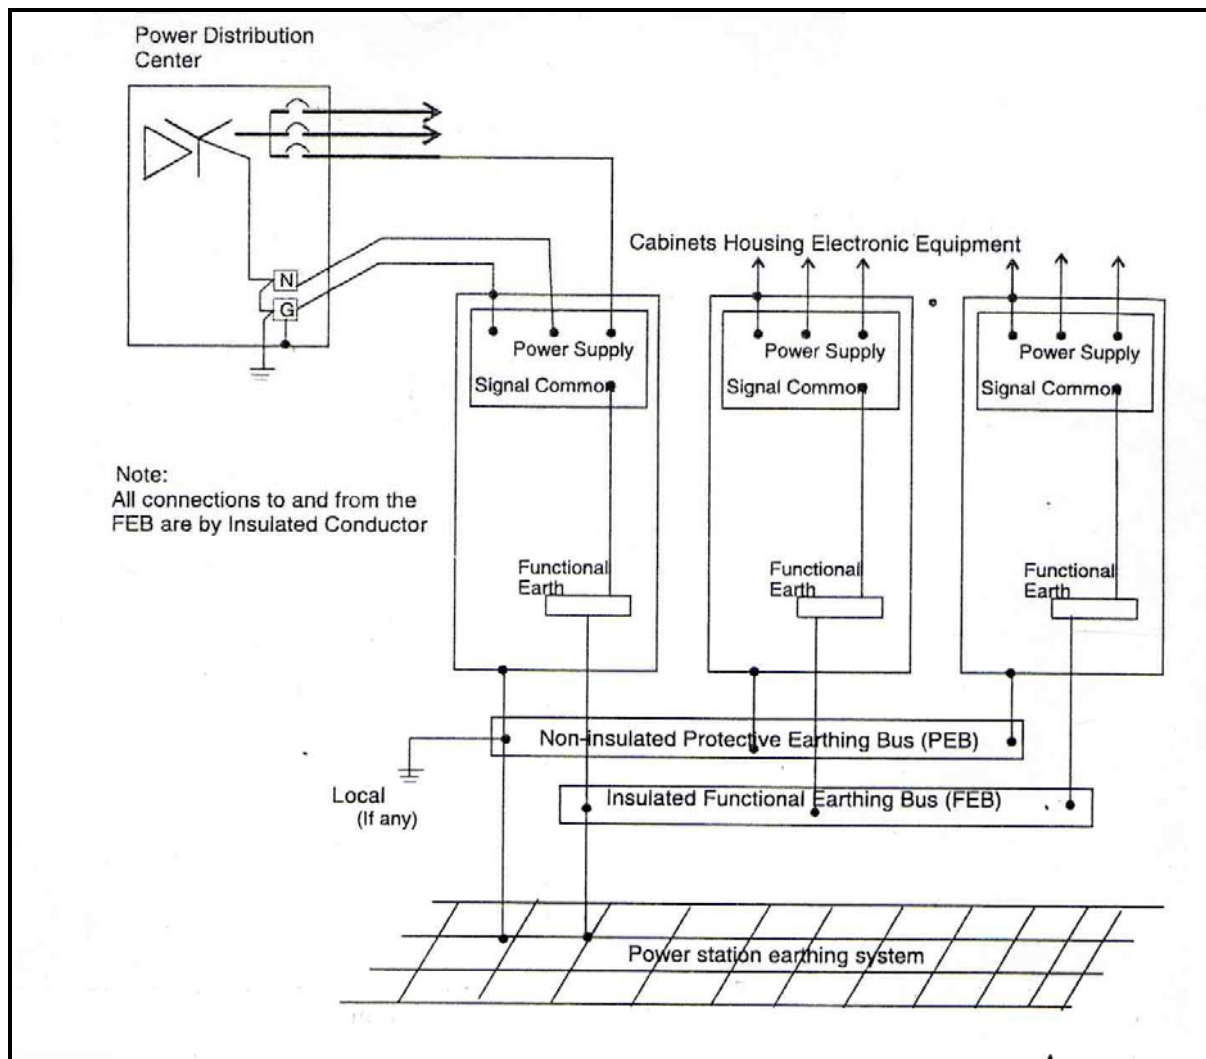 Power Distribution
Center
N
G
Cabinets Housing Electronic Equipment
Power Supply
Signal Common
Power Supply
Signal Common
Power Supply
Signal Common
Note:
All connections to and from the
FEB are by Insulated Conductor
Functional
Earth
Functional
Earth
Functional
Earth
Non-insulated Protective Earthing Bus (PEB)
Local
(If any)
Insulated Functional Earthing Bus (FEB)
Power station earthing system